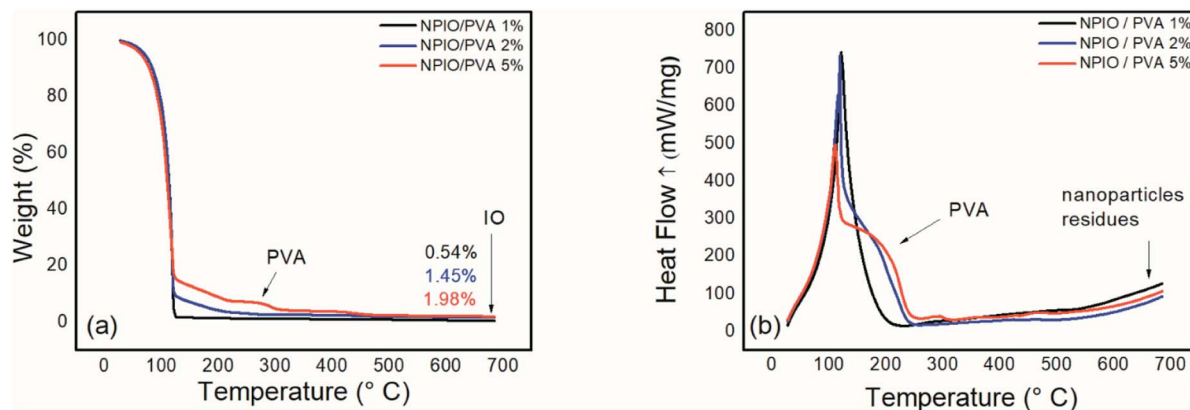 NPIO/PVA 1%
NPIO/PVA 2%
NPIO/PVA 5%
100
80
60
40
20
0
Weight (%)
PVA
IO
0.54%
1.45%
1.98%
(a)
0 100 200 300 400 500 600 700
Temperature (° C)
NPIO / PVA 1%
NPIO / PVA 2%
NPIO / PVA 5%
800
700
600
500
400
300
200
100
0
Heat Flow ↑ (mW/mg)
PVA
nanoparticles
residues
(b)
0 100 200 300 400 500 600 700
Temperature (° C)